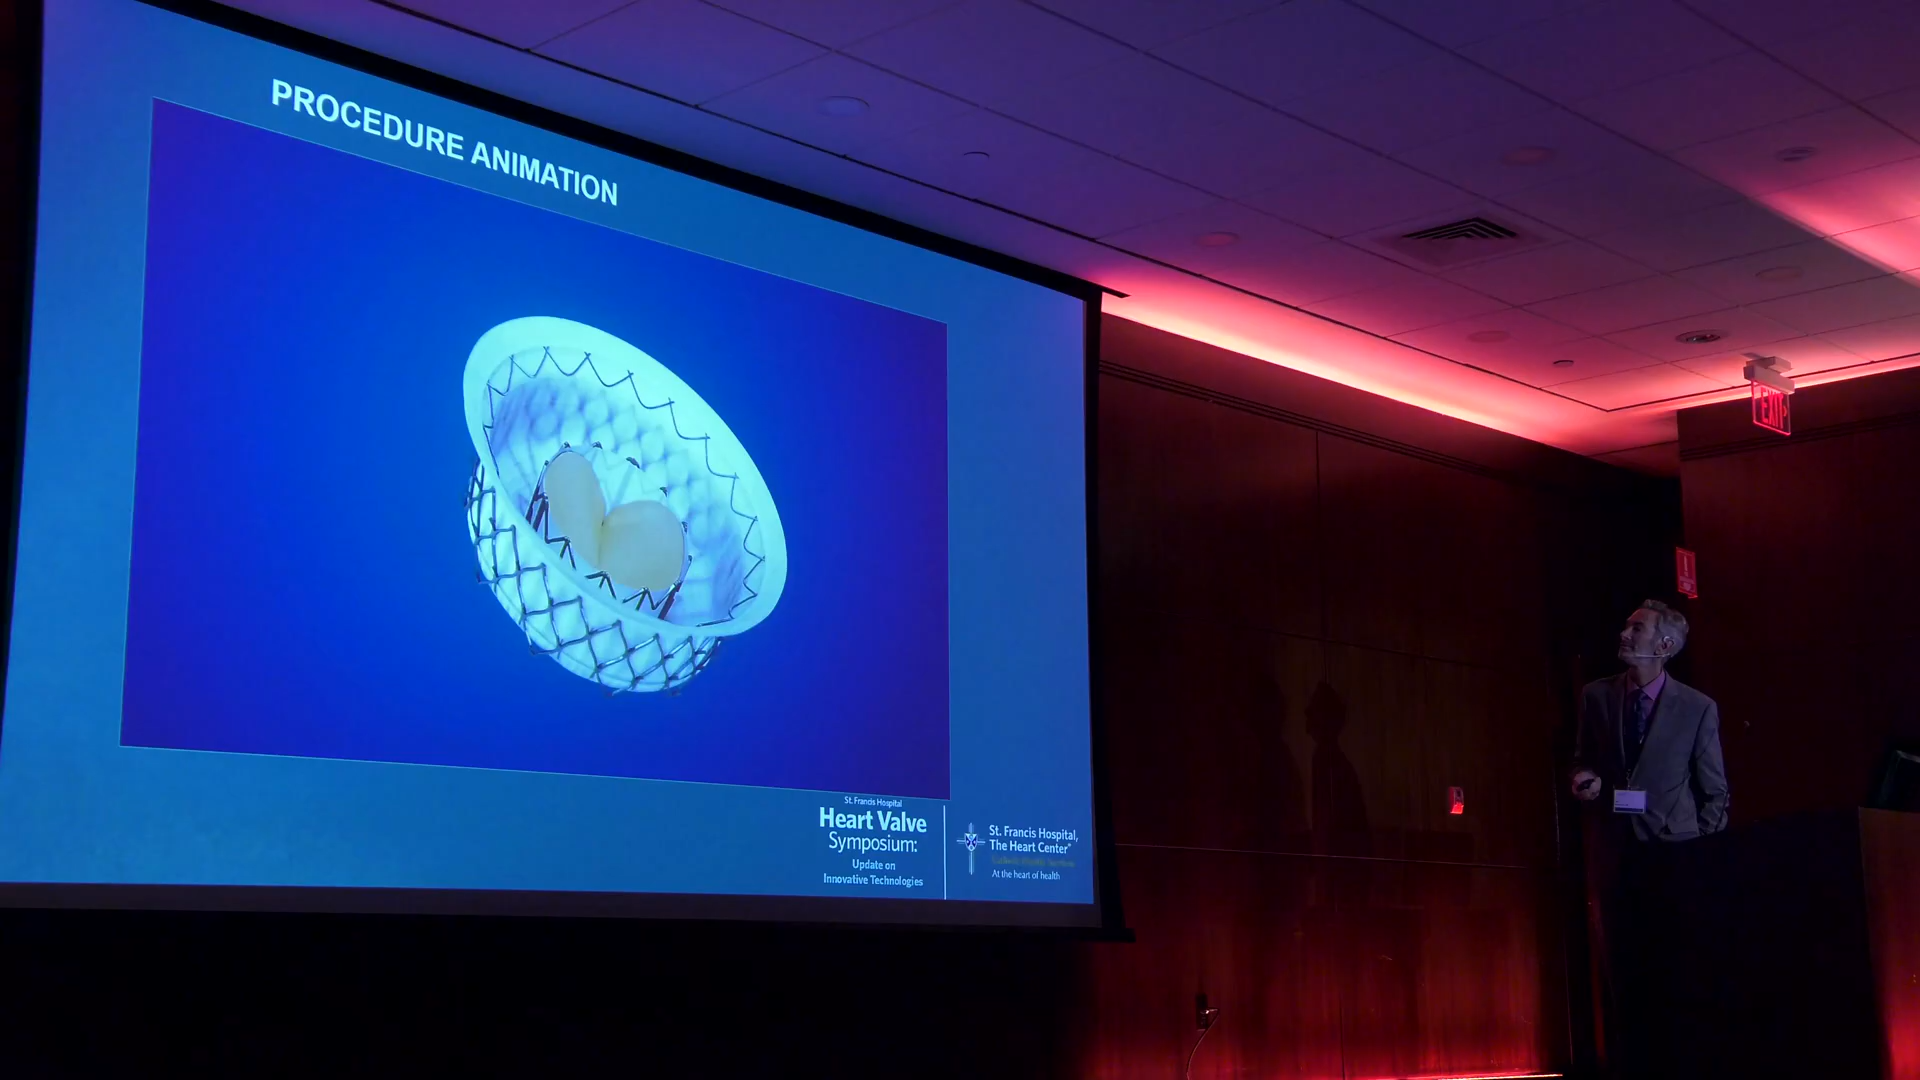 PROCEDURE ANIMATION
St. Francis Hospital
Heart Valve
Symposium:
Update on
Innovative Technologies
St. Francis Hospital,
The Heart Center®
At the heart of health
EXIT